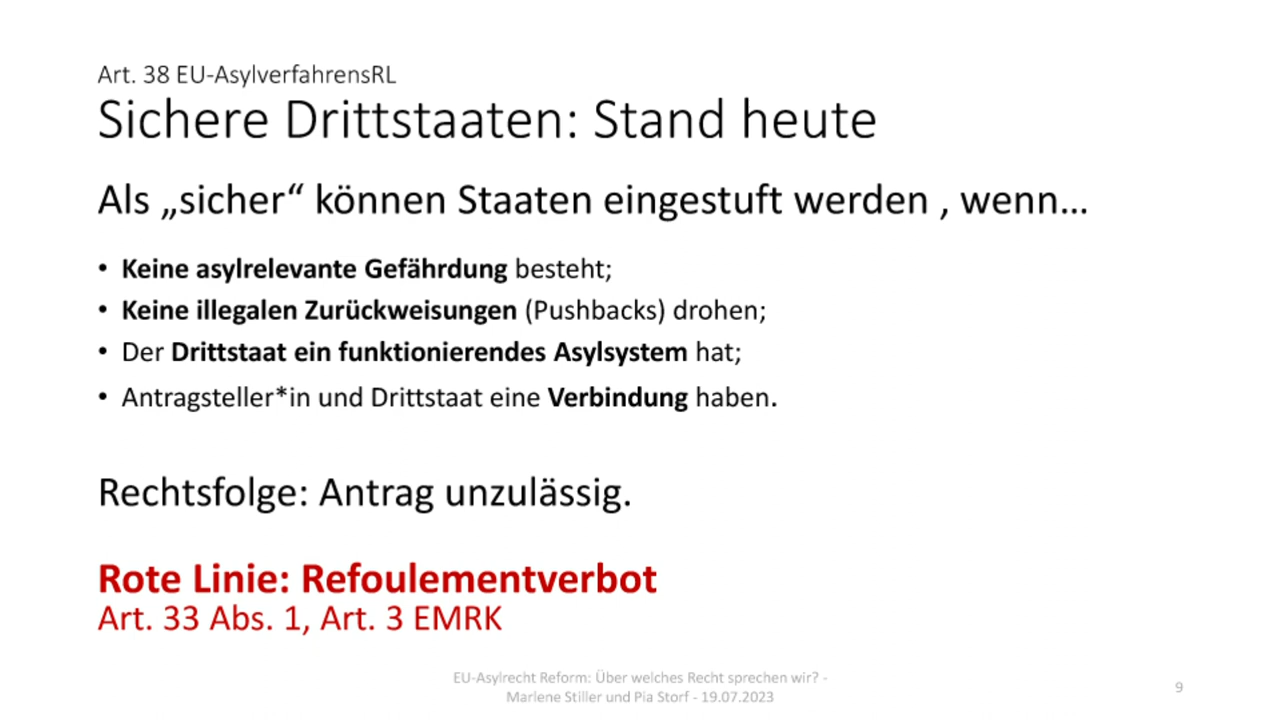 Art. 38 EU-AsylverfahrensRL
Sichere Drittstaaten: Stand heute
Als „sicher“ können Staaten eingestuft werden , wenn…
• Keine asylrelevante Gefährdung besteht;
• Keine illegalen Zurückweisungen (Pushbacks) drohen;
• Der Drittstaat ein funktionierendes Asylsystem hat;
• Antragsteller*in und Drittstaat eine Verbindung haben.
Rechtsfolge: Antrag unzulässig.
Rote Linie: Refoulementverbot
Art. 33 Abs. 1, Art. 3 EMRK
EU-Asylrecht Reform: Über welches Recht sprechen wir? -
Marlene Stiller und Pia Storf - 19.07.2023
9